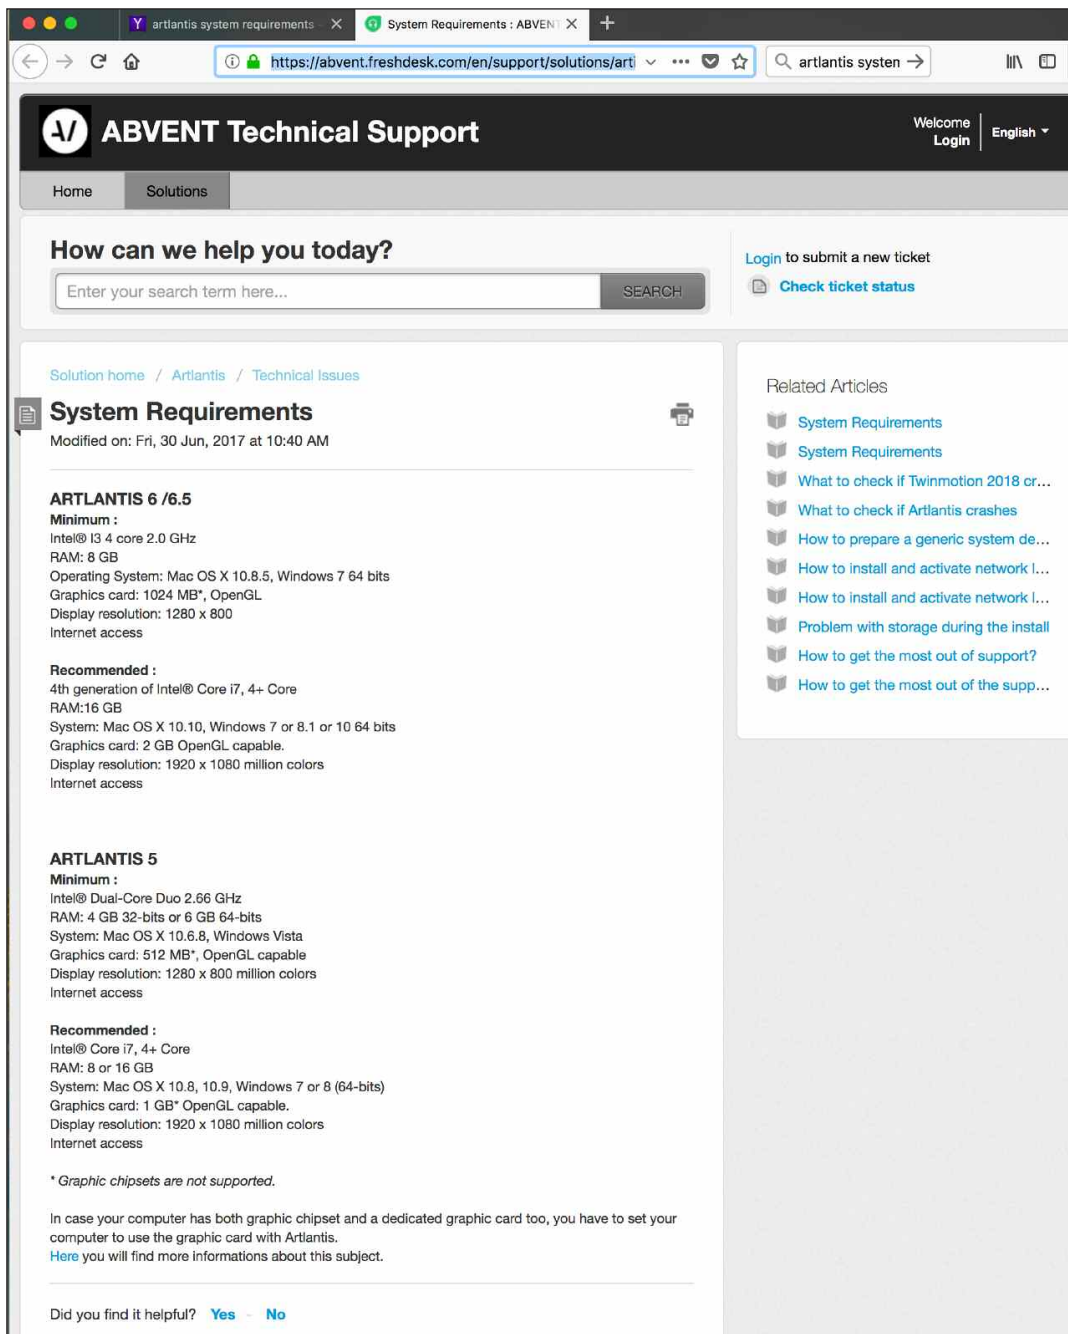 artlantis system requirements
System Requirements : ABVENT
https://abvent.freshdesk.com/en/support/solutions/arti
artlantis system
ABVENT Technical Support
Welcome
Login
English
Home
Solutions
How can we help you today?
Enter your search term here...
SEARCH
Login to submit a new ticket
Check ticket status
Solution home / Artlantis / Technical Issues
System Requirements
Modified on: Fri, 30 Jun, 2017 at 10:40 AM
ARTLANTIS 6 /6.5
Minimum :
Intel® I3 4 core 2.0 GHz
RAM: 8 GB
Operating System: Mac OS X 10.8.5, Windows 7 64 bits
Graphics card: 1024 MB*, OpenGL
Display resolution: 1280 x 800
Internet access
Recommended :
4th generation of Intel® Core i7, 4+ Core
RAM:16 GB
System: Mac OS X 10.10, Windows 7 or 8.1 or 10 64 bits
Graphics card: 2 GB OpenGL capable.
Display resolution: 1920 x 1080 million colors
Internet access
ARTLANTIS 5
Minimum :
Intel® Dual-Core Duo 2.66 GHz
RAM: 4 GB 32-bits or 6 GB 64-bits
System: Mac OS X 10.6.8, Windows Vista
Graphics card: 512 MB*, OpenGL capable
Display resolution: 1280 x 800 million colors
Internet access
Recommended :
Intel® Core i7, 4+ Core
RAM: 8 or 16 GB
System: Mac OS X 10.8, 10.9, Windows 7 or 8 (64-bits)
Graphics card: 1 GB* OpenGL capable.
Display resolution: 1920 x 1080 million colors
Internet access
* Graphic chipsets are not supported.
In case your computer has both graphic chipset and a dedicated graphic card too, you have to set your
computer to use the graphic card with Artlantis.
Here you will find more informations about this subject.
Did you find it helpful? Yes - No
Related Articles
System Requirements
System Requirements
What to check if Twinmotion 2018 cr...
What to check if Artlantis crashes
How to prepare a generic system de...
How to install and activate network l...
How to install and activate network l...
Problem with storage during the install
How to get the most out of support?
How to get the most out of the supp...